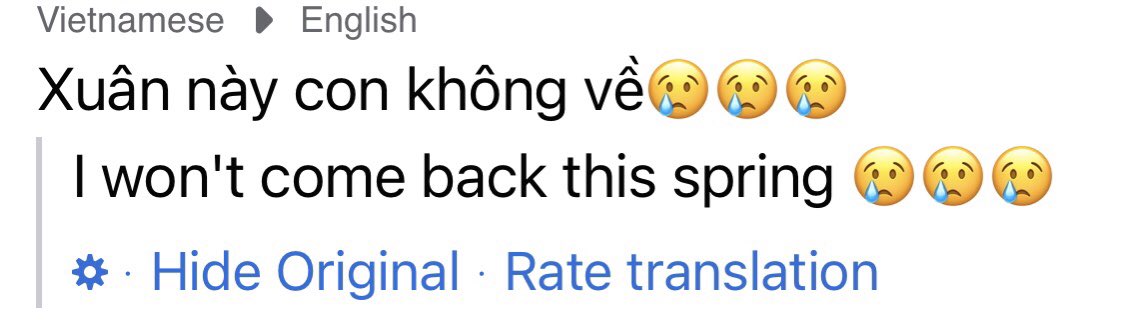 Vietnamese ▶ English
Xuân này con không về😢😢😢
I won't come back this spring 😢😢😢
· Hide Original · Rate translation